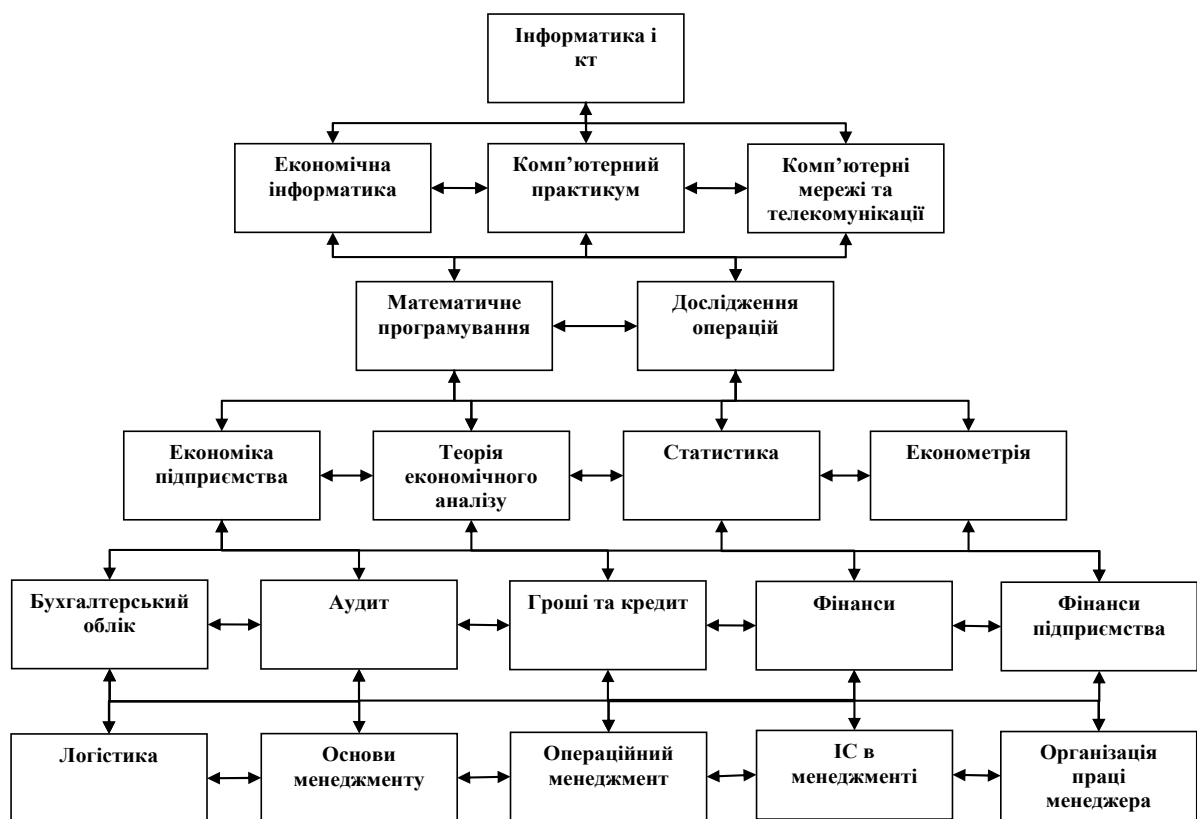 Інформатика і
кт
Економічна
інформатика
Комп’ютерний
практикум
Комп’ютерні
мережі та
телекомунікації
Математичне
програмування
Дослідження
операцій
Економіка
підприємства
Теорія
економічного
аналізу
Статистика
Економетрія
Бухгалтерський
облік
Аудит
Гроші та кредит
Фінанси
Фінанси
підприємства
Логістика
Основи
менеджменту
Операційний
менеджмент
ІС в
менеджменті
Організація
праці
менеджера